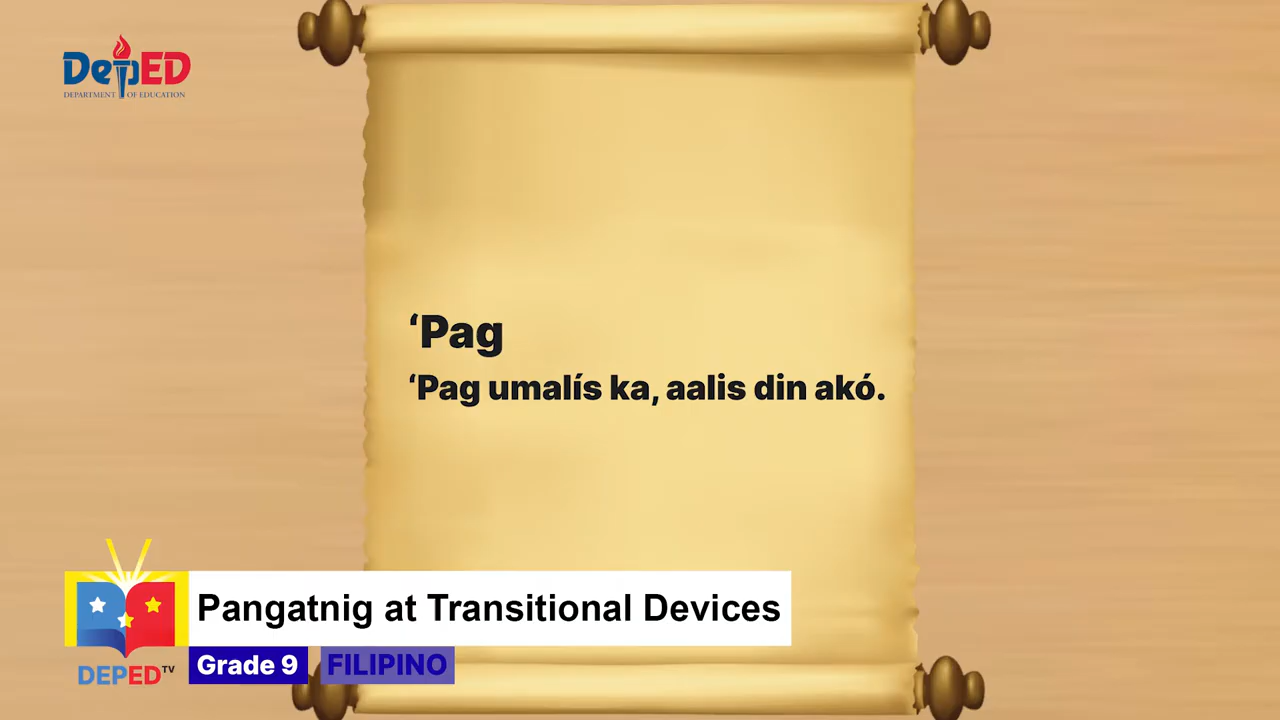 DepED
DEPARTMENT OF EDUCATION
‘Pag
‘Pag umalís ka, aalis din akó.
Pangatnig at Transitional Devices
DEPED TV
Grade 9 FILIPINO